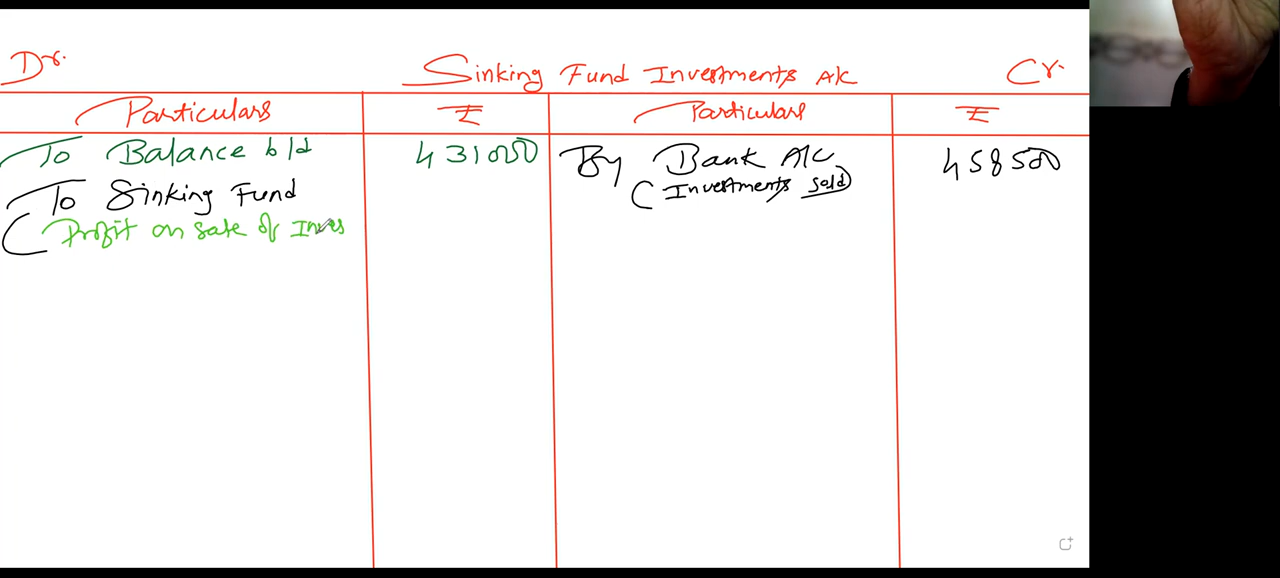 Dr. Sinking Fund Investments A/c Cr.
Particulars ₹ Particulars ₹
To Balance b/d 431000 By Bank A/c 458500
To Sinking Fund (Investments sold)
(Profit on sale of Inves